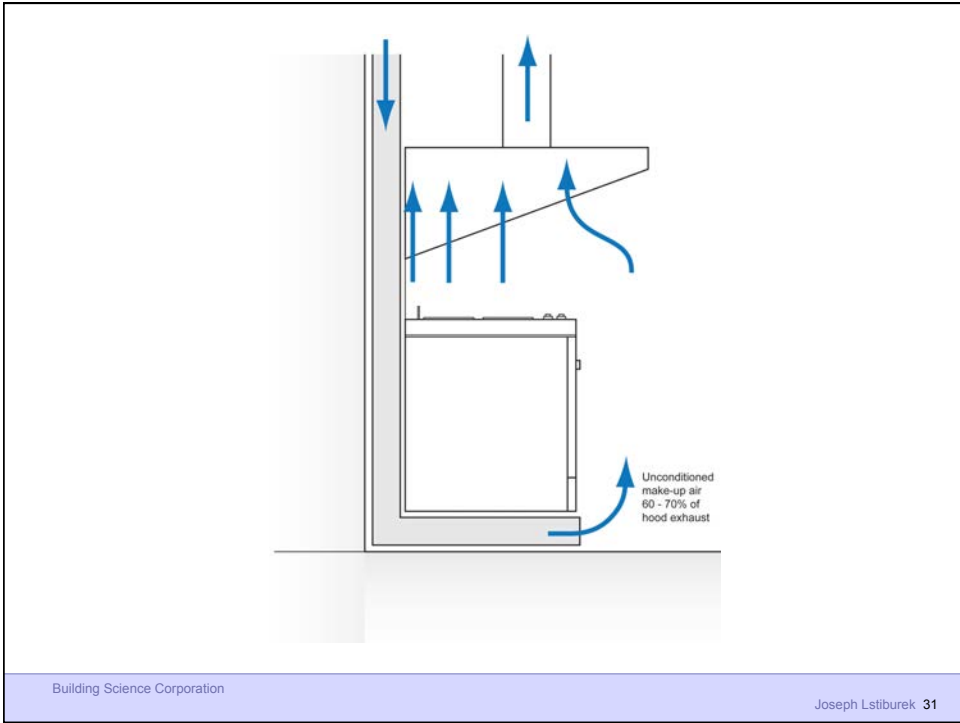 Unconditioned
make-up air
60 - 70% of
hood exhaust
Building Science Corporation
Joseph Lstiburek 31